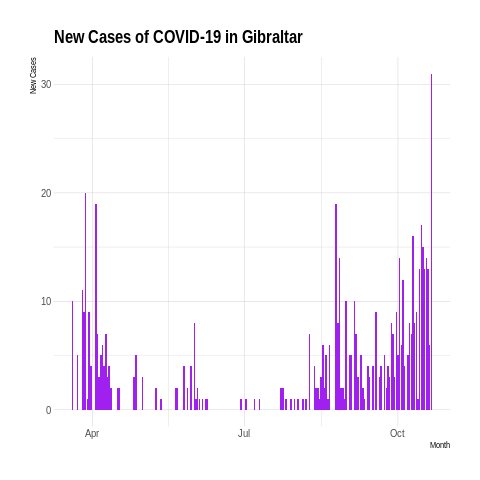 New Cases of COVID-19 in Gibraltar
New Cases
30
20
10
0
Apr
Jul
Oct
Month